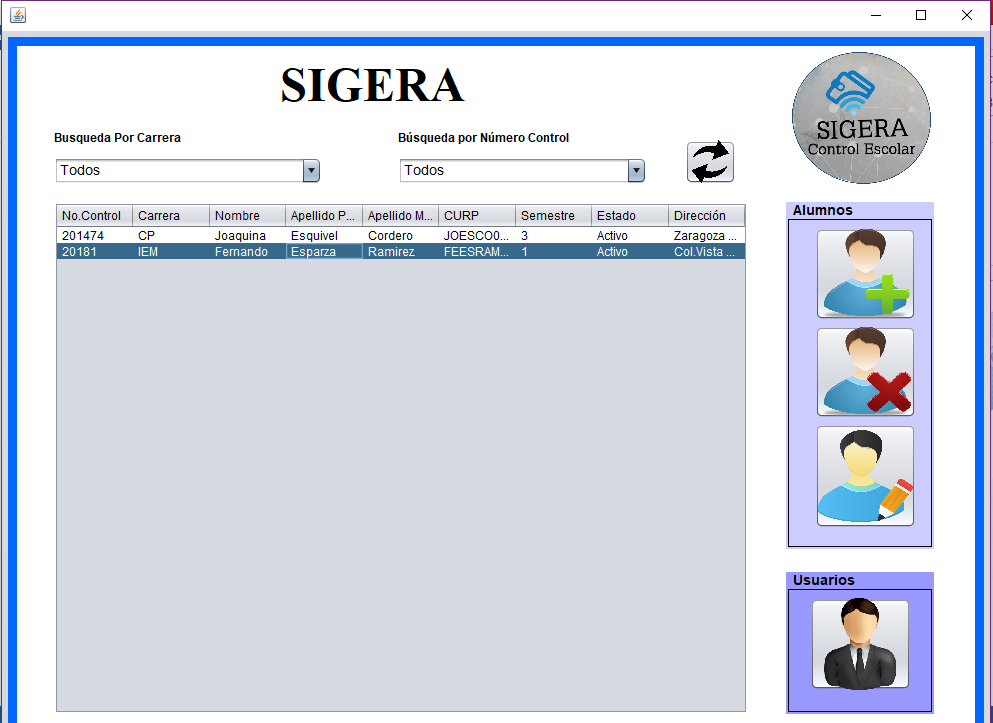 SIGERA
SIGERA
Control Escolar
Busqueda Por Carrera
Búsqueda por Número Control
Todos
Todos
No.Control Carrera Nombre Apellido P... Apellido M... CURP Semestre Estado Dirección
201474 CP Joaquina Esquivel Cordero JOESCO0... 3 Activo Zaragoza ...
20181 IEM Fernando Esparza Ramirez FEESRAM... 1 Activo Col.Vista ...
Alumnos
Usuarios